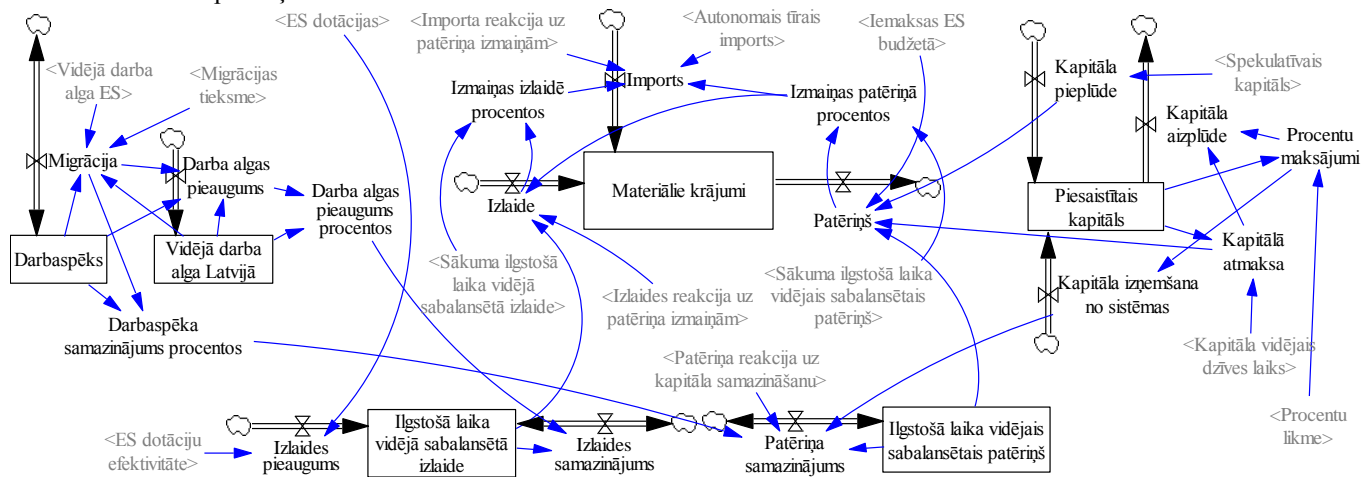 <ES dotācijas>
<Importa reakcija uz
patēriņa izmaiņām>
<Autonomais tīrais
imports>
<Iemaksas ES
budžetā>
<Vidējā darba
alga ES>
<Migrācijas
tieksme>
Izmaiņas izlaidē
procentos
Imports
Izmaiņas patēriņā
procentos
Kapitāla
pieplūde
<Spekulatīvais
kapitāls>
Kapitāla
aizplūde
Procentu
maksājumi
Migrācija
Darba algas
pieaugums
Darba algas
pieaugums
procentos
Izlaide
Materiālie krājumi
Patēriņš
Piesaistītais
kapitāls
Darbaspēks
Vidējā darba
alga Latvijā
Kapitālā
atmaksa
<Sākuma ilgstošā
laika vidējā
sabalansētā izlaide>
<Izlaides reakcija uz
patēriņa izmaiņām>
<Sākuma ilgstošā laika
vidējais sabalansētais
patēriņš>
Kapitāla izņemšana
no sistēmas
Darbaspēka
samazinājums procentos
<Patēriņa reakcija uz
kapitāla samazināšanu>
<Kapitāla vidējais
dzīves laiks>
<ES dotāciju
efektivitāte>
Izlaides
pieaugums
Ilgstošā laika
vidējā sabalansētā
izlaide
Izlaides
samazinājums
Patēriņa
samazinājums
Ilgstošā laika vidējais
sabalansētais patēriņš
<Procentu
likme>